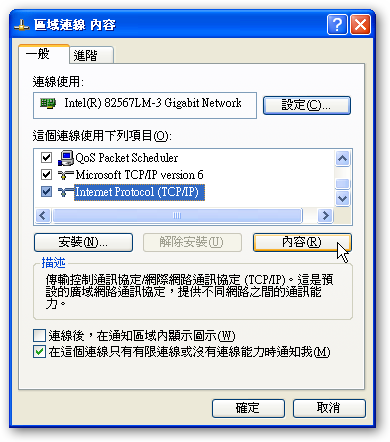 區域連線 內容
一般
進階
連線使用:
Intel(R) 82567LM-3 Gigabit Network
設定(C)...
這個連線使用下列項目(O):
QoS Packet Scheduler
Microsoft TCP/IP version 6
Internet Protocol (TCP/IP)
安裝(N)...
解除安裝(U)
內容(R)
描述
傳輸控制通訊協定/網際網路通訊協定 (TCP/IP)。這是預
設的廣域網路通訊協定，提供不同網路之間的通訊能
力。
連線後，在通知區域內顯示圖示(W)
在這個連線只有有限連線或沒有連線能力時通知我(M)
確定
取消